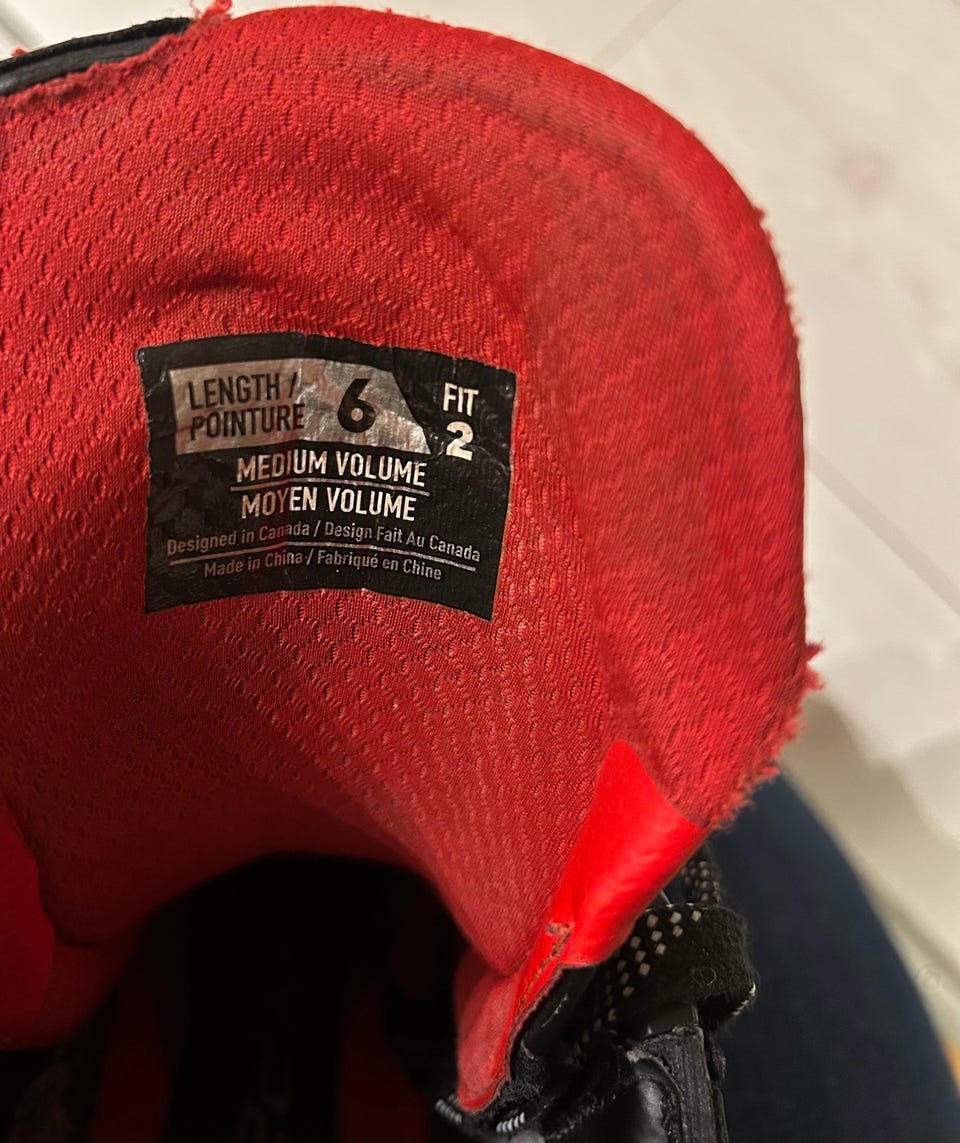 LENGTH / 6 FIT
POINTURE 2
MEDIUM VOLUME
MOYEN VOLUME
Designed in Canada / Design Fait Au Canada
Made in China / Fabriqué en Chine